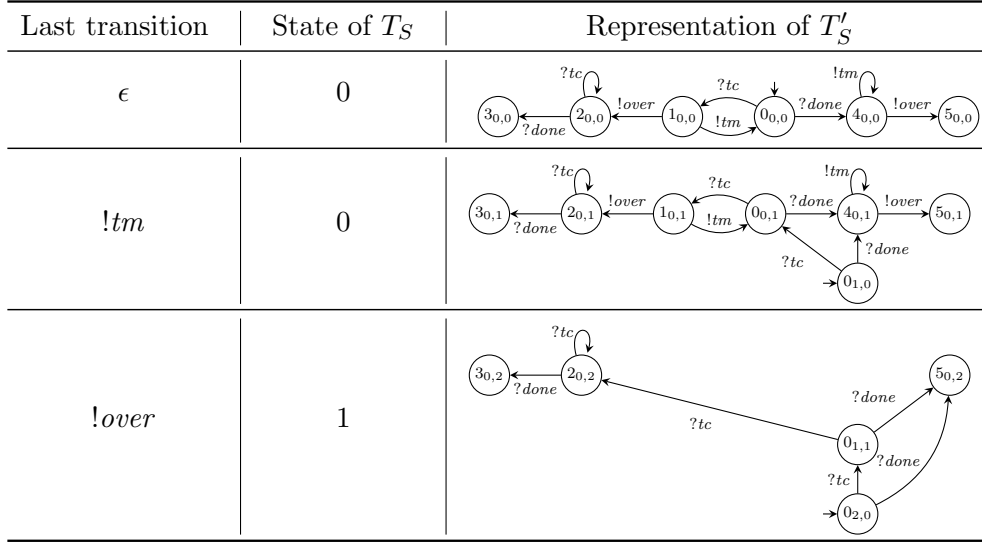 Last transition State of T_S Representation of T'_S
ϵ 0
?tc ?tc !tm
3_{0,0} ?done 2_{0,0} !over 1_{0,0} !tm 0_{0,0} ?done 4_{0,0} !over 5_{0,0}
!tm 0
?tc ?tc !tm
3_{0,1} ?done 2_{0,1} !over 1_{0,1} !tm 0_{0,1} ?done 4_{0,1} !over 5_{0,1}
?tc ?done
0_{1,0}
!over 1
?tc
3_{0,2} ?done 2_{0,2} 5_{0,2}
?done
?tc
0_{1,1}
?tc ?done
0_{2,0}